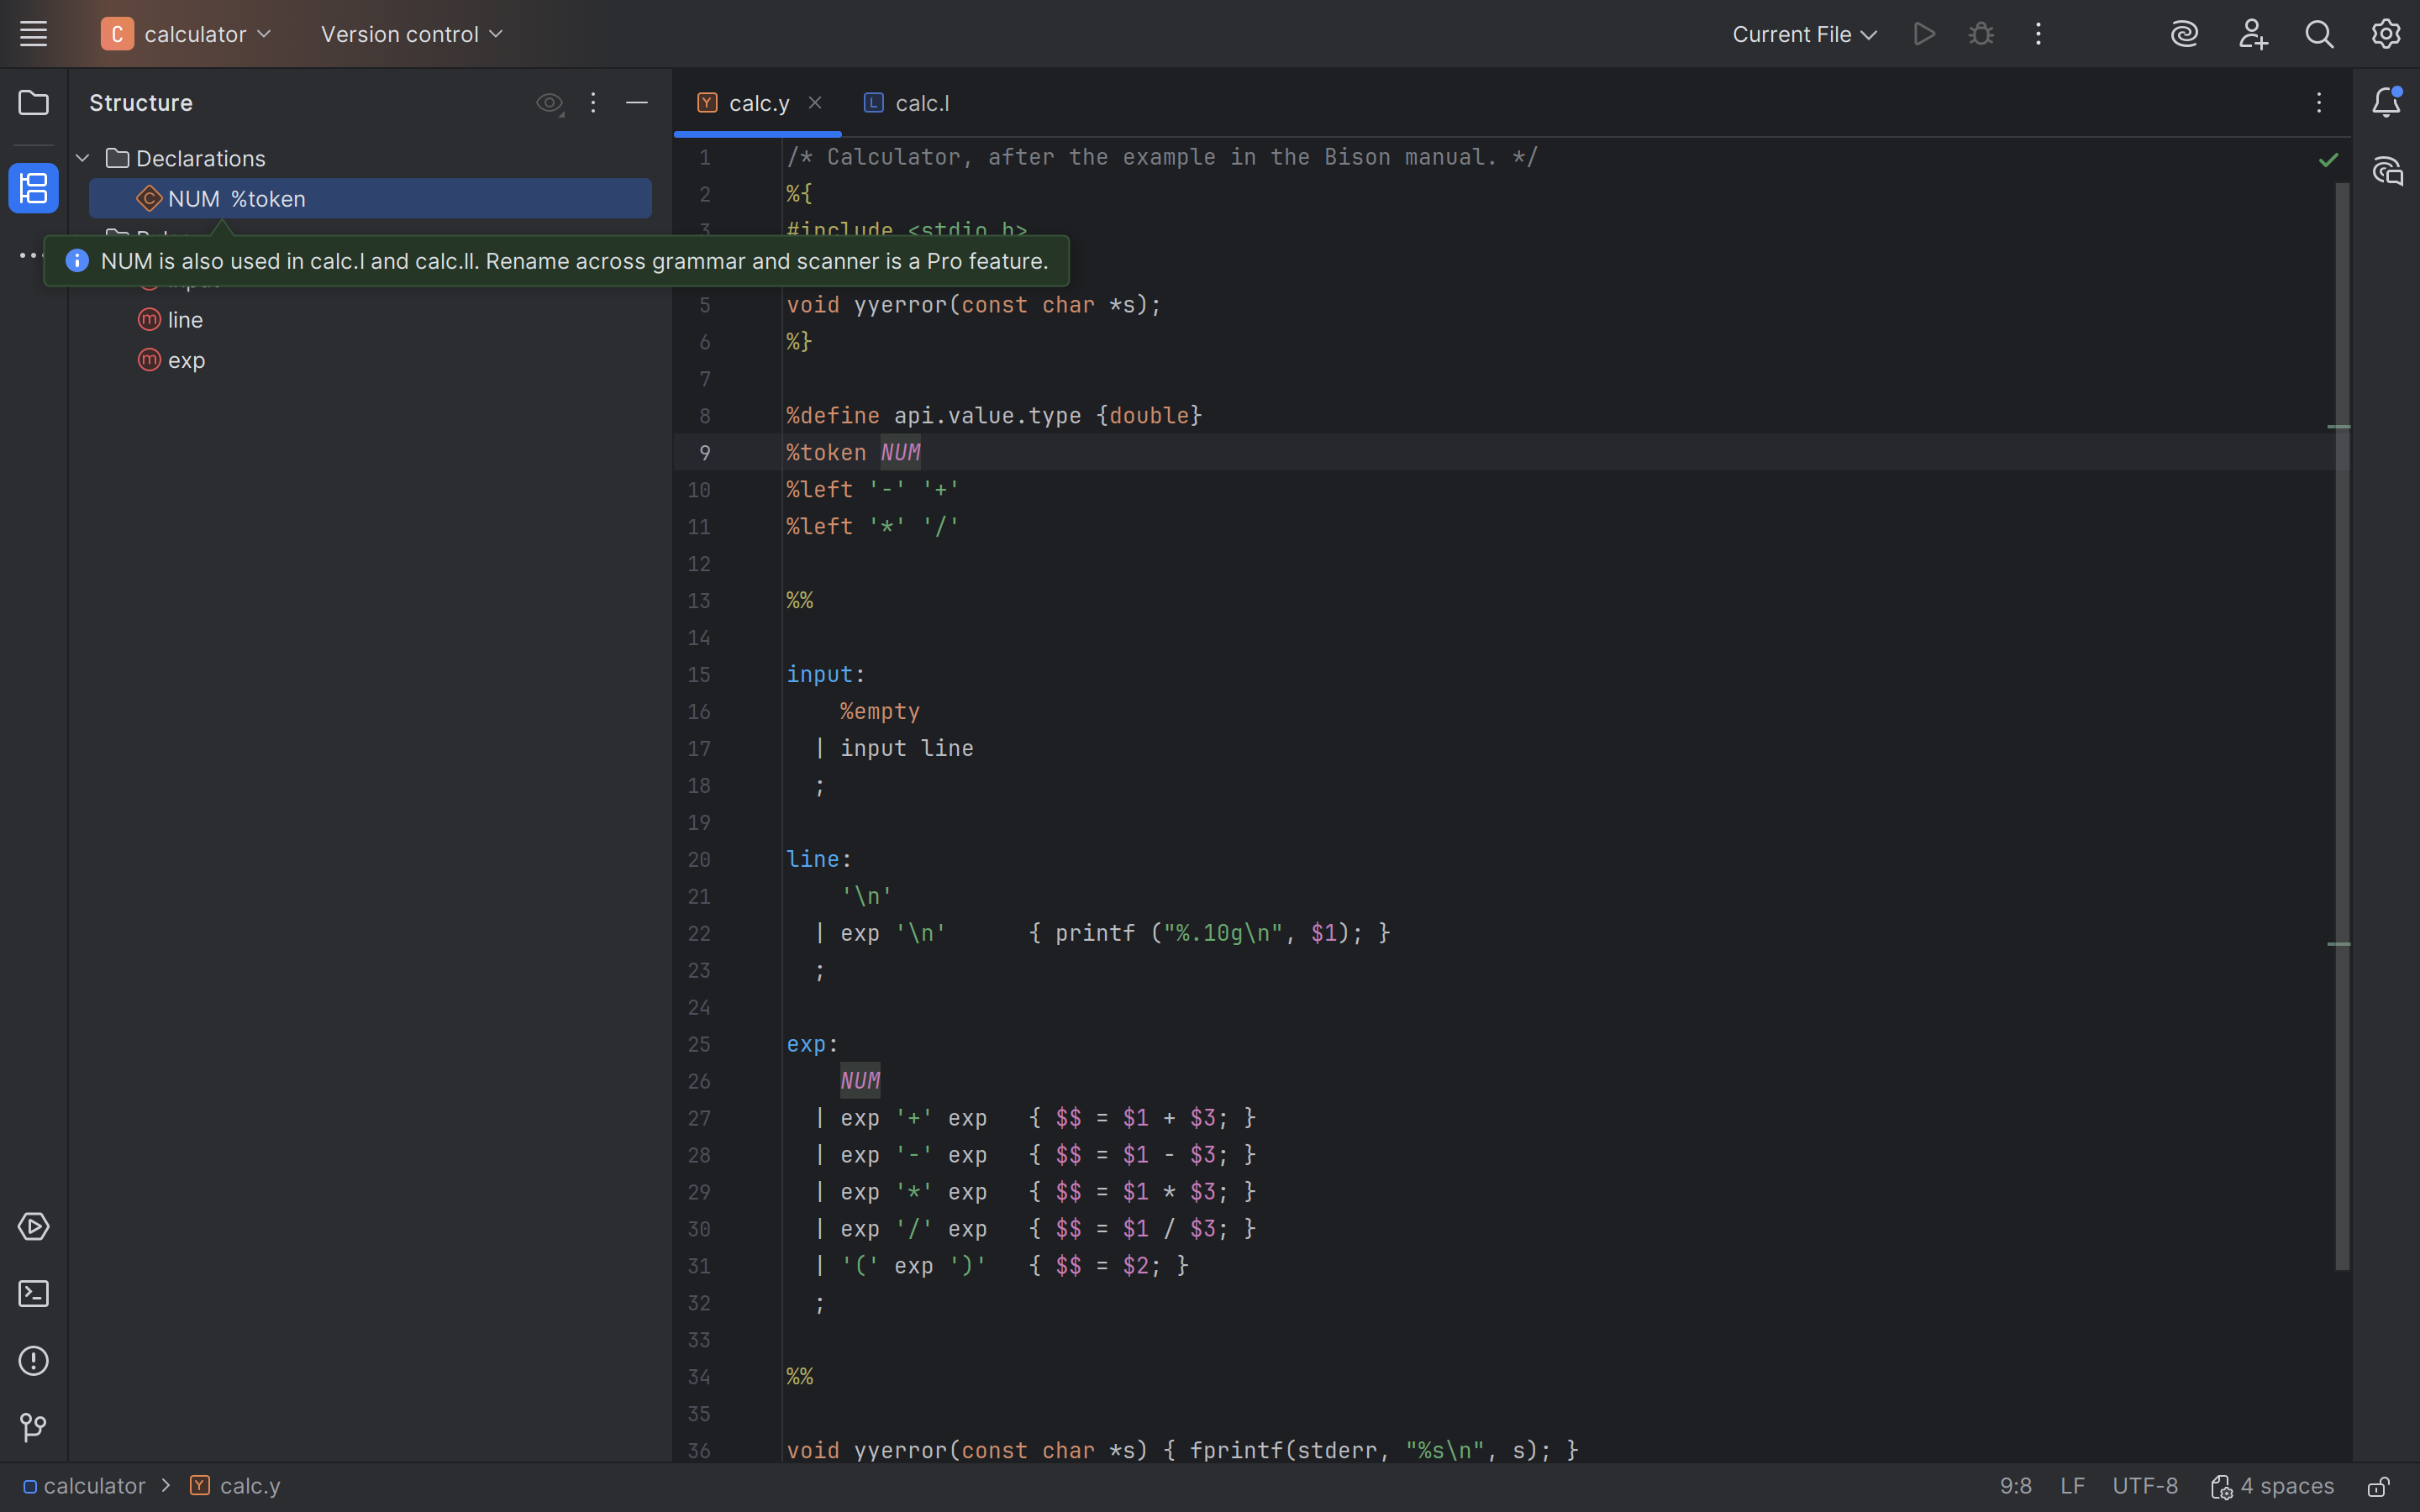 C calculator Version control Current File
Structure
calc.y calc.l
Declarations
NUM %token
NUM is also used in calc.l and calc.ll. Rename across grammar and scanner is a Pro feature.
line
exp
1 /* Calculator, after the example in the Bison manual. */
2 %{
3 #include <stdio.h>
5 void yyerror(const char *s);
6 %}
7
8 %define api.value.type {double}
9 %token NUM
10 %left '-' '+'
11 %left '*' '/'
12
13 %%
14
15 input:
16 %empty
17 | input line
18 ;
19
20 line:
21 '\n'
22 | exp '\n' { printf ("%.10g\n", $1); }
23 ;
24
25 exp:
26 NUM
27 | exp '+' exp { $$ = $1 + $3; }
28 | exp '-' exp { $$ = $1 - $3; }
29 | exp '*' exp { $$ = $1 * $3; }
30 | exp '/' exp { $$ = $1 / $3; }
31 | '(' exp ')' { $$ = $2; }
32 ;
33
34 %%
35
36 void yyerror(const char *s) { fprintf(stderr, "%s\n", s); }
calculator > calc.y 9:8 LF UTF-8 4 spaces